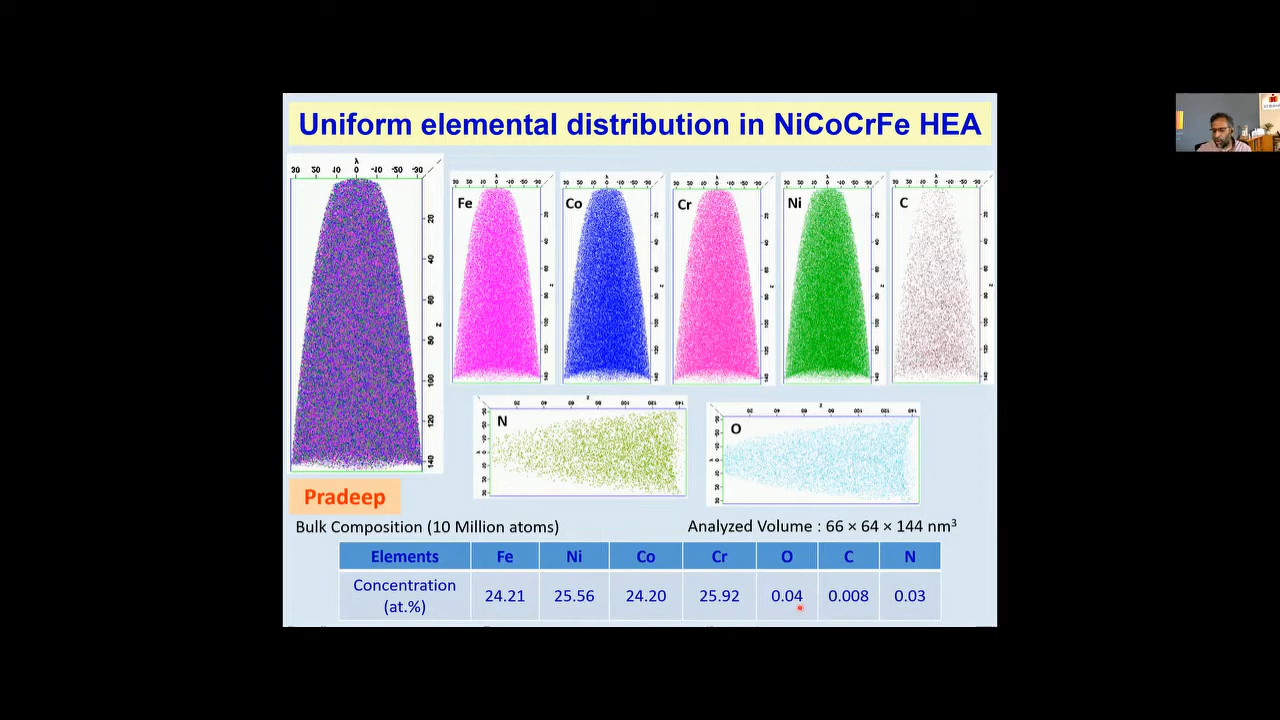 Uniform elemental distribution in NiCoCrFe HEA
Fe
Co
Cr
Ni
C
N
O
Pradeep
Bulk Composition (10 Million atoms)
Analyzed Volume : 66 × 64 × 144 nm³
Elements Fe Ni Co Cr O C N
Concentration (at.%) 24.21 25.56 24.20 25.92 0.04 0.008 0.03